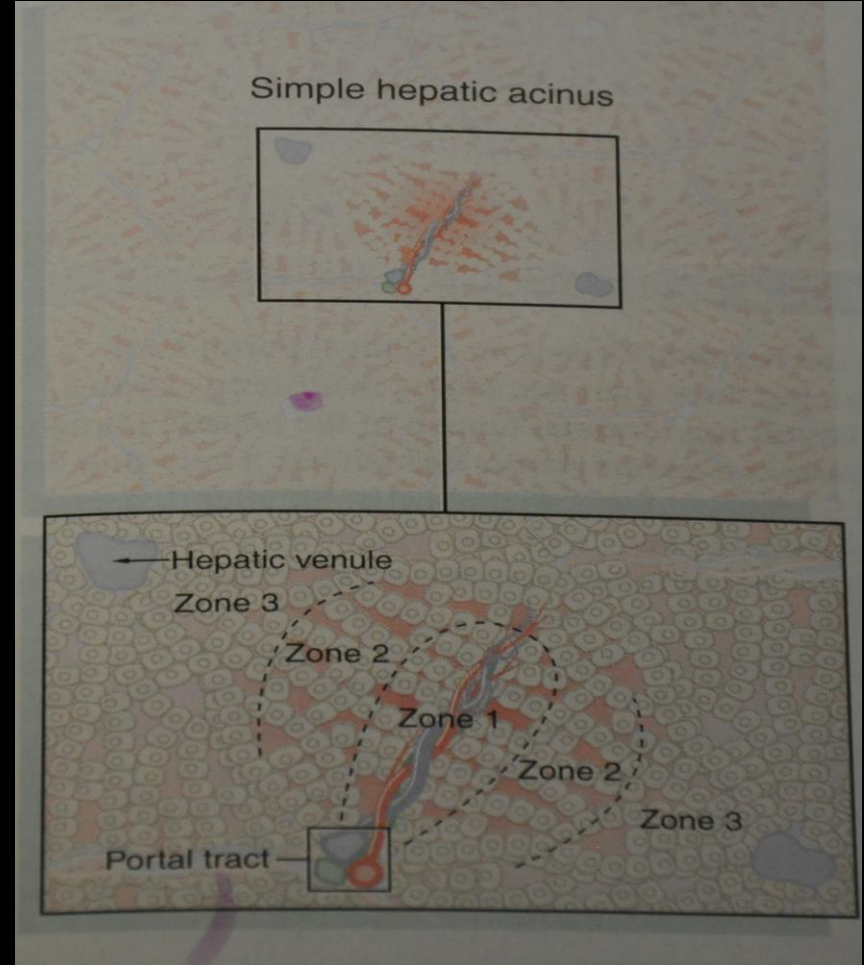 Simple hepatic acinus
Hepatic venule
Zone 3
Zone 2
Zone 1
Zone 2
Zone 3
Portal tract